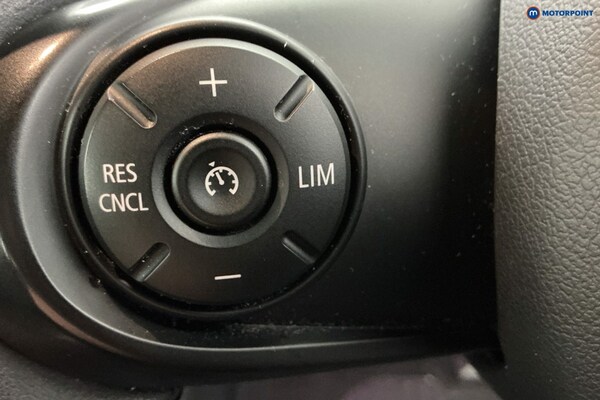 MOTORPOINT
+
RES
CNCL
LIM
−